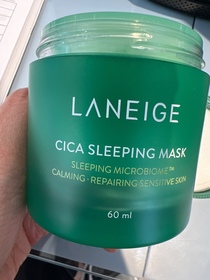 LANEIGE
CICA SLEEPING MASK
SLEEPING MICROBIOME™
CALMING · REPAIRING SENSITIVE SKIN
60 ml